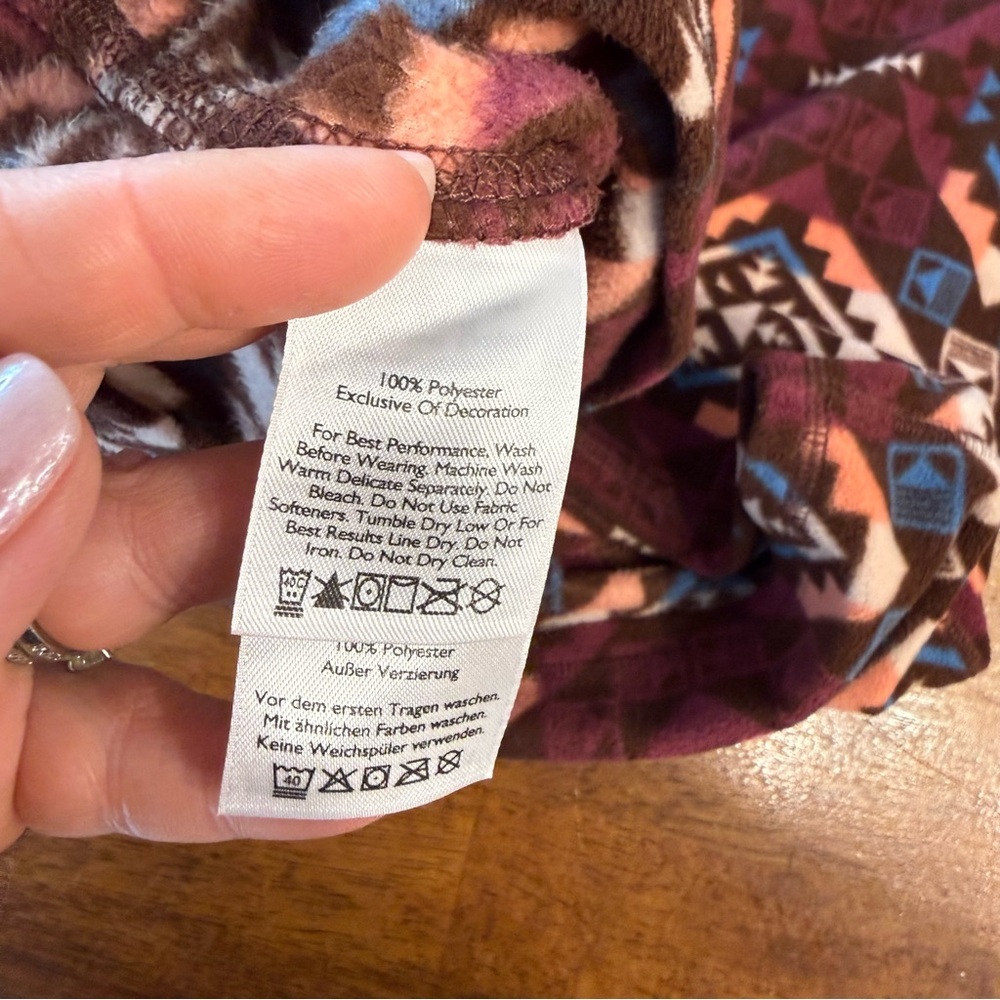 100% Polyester
Exclusive Of Decoration
For Best Performance, Wash
Before Wearing. Machine Wash
Warm Delicate Separately. Do Not
Bleach. Do Not Use Fabric
Softeners. Tumble Dry Low Or For
Best Results Line Dry. Do Not
Iron. Do Not Dry Clean.
40C
100% Polyester
Außer Verzierung
Vor dem ersten Tragen waschen.
Mit ähnlichen Farben waschen.
Keine Weichspüler verwenden.
40